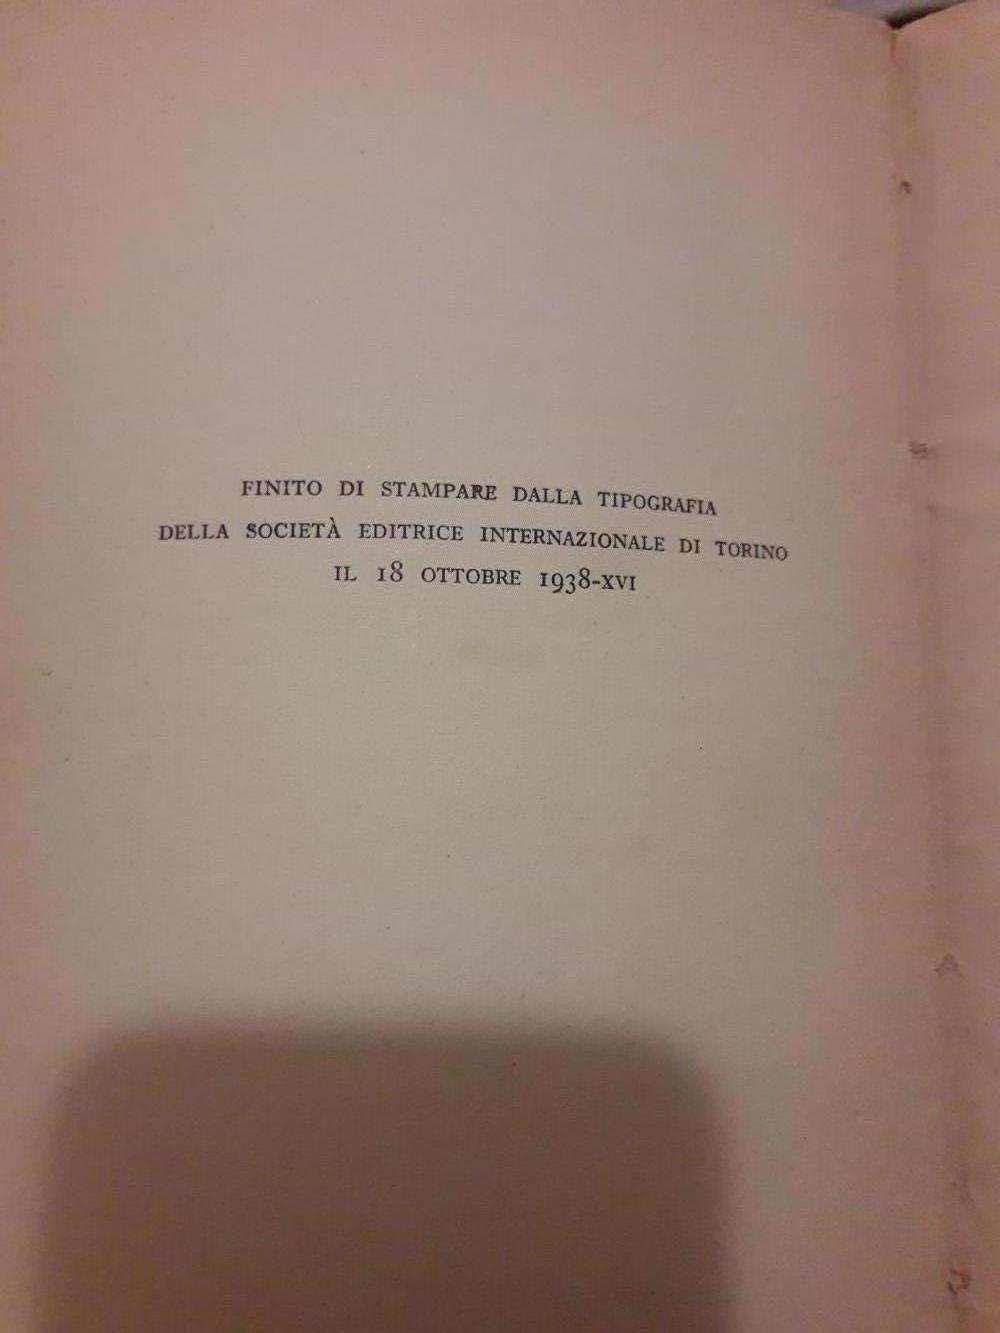 FINITO DI STAMPARE DALLA TIPOGRAFIA
DELLA SOCIETÀ EDITRICE INTERNAZIONALE DI TORINO
IL 18 OTTOBRE 1938-XVI